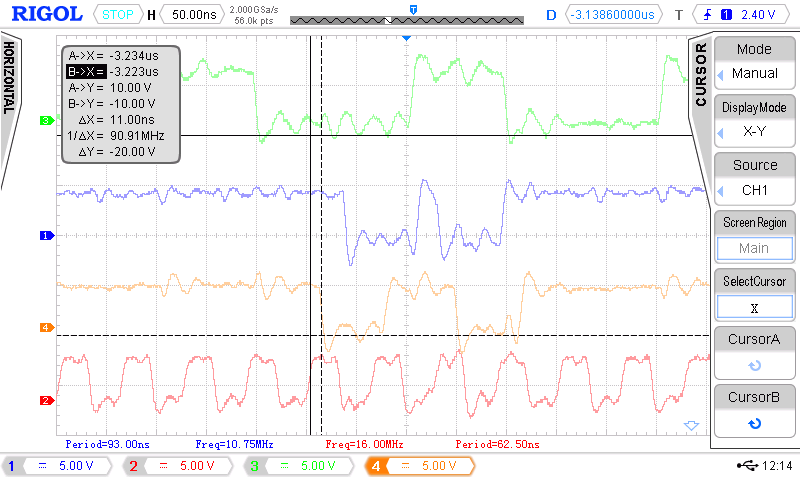 RIGOL STOP H 50.00ns 2.000GSa/s 56.0k pts D -3.13860000us T 1 2.40 V
HORIZONTAL
A->X = -3.234us
B->X = -3.223us
A->Y = 10.00 V
B->Y = -10.00 V
ΔX = 11.00ns
1/ΔX = 90.91MHz
ΔY = -20.00 V
3
1
4
2
T
CURSOR
Mode
Manual
DisplayMode
X-Y
Source
CH1
Screen Region
Main
SelectCursor
X
CursorA
CursorB
Period=93.00ns Freq=10.75MHz Freq=16.00MHz Period=62.50ns
1 5.00 V 2 5.00 V 3 5.00 V 4 5.00 V 12:14